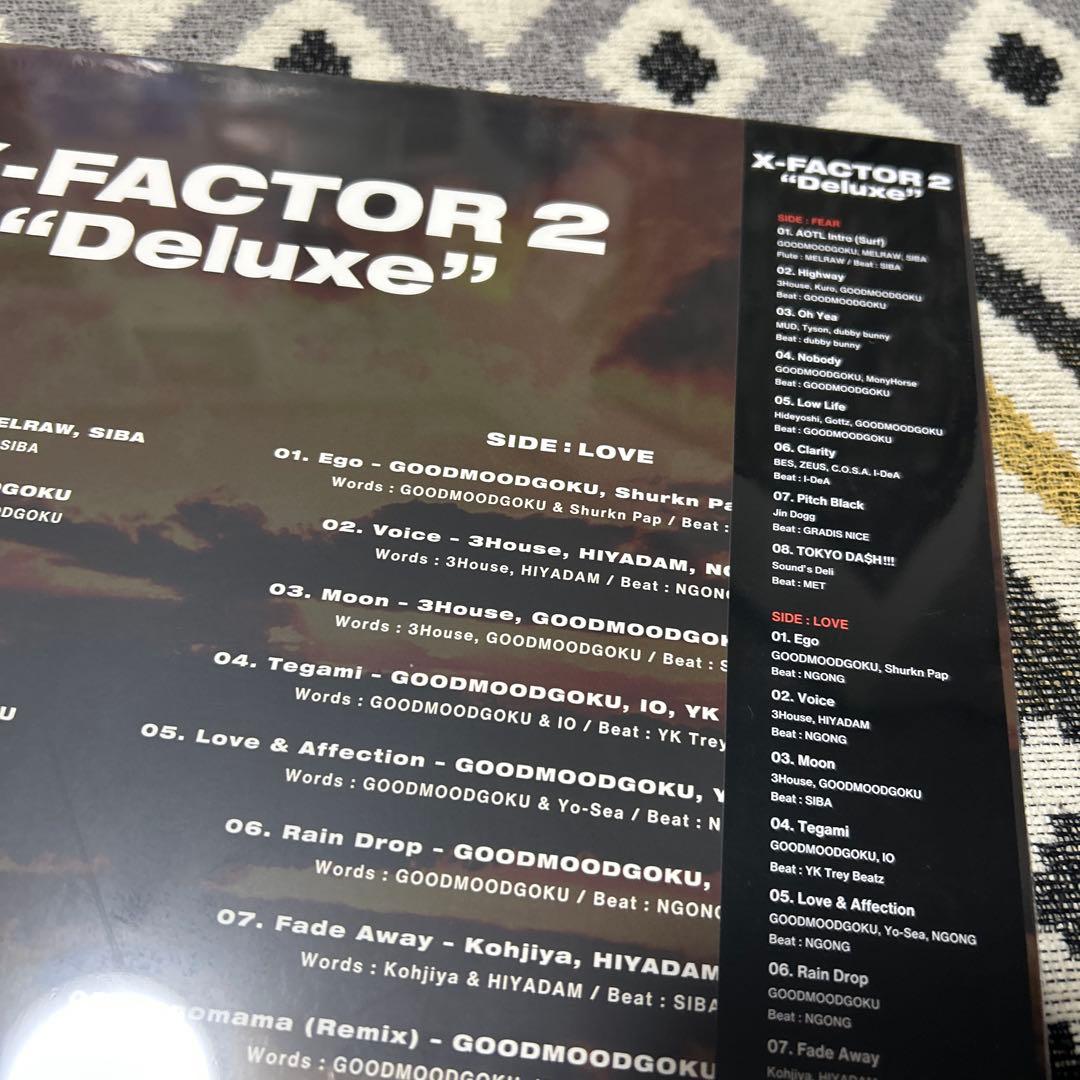 -FACTOR 2
“Deluxe”
MELRAW, SIBA
SIBA
SIDE : LOVE
01. Ego – GOODMOODGOKU, Shurkn Pa
Words : GOODMOODGOKU & Shurkn Pap / Beat :
02. Voice – 3House, HIYADAM,
Words : 3House, HIYADAM / Beat : NGON
03. Moon – 3House, GOODMOODGOK
Words : 3House, GOODMOODGOKU / Beat : S
04. Tegami – GOODMOODGOKU, IO, YK
Words : GOODMOODGOKU & IO / Beat : YK Trey
05. Love & Affection – GOODMOODGOKU, Y
Words : GOODMOODGOKU & Yo-Sea / Beat : N
06. Rain Drop – GOODMOODGOKU,
Words : GOODMOODGOKU / Beat : NGONG
07. Fade Away – Kohjiya, HIYADAM
Words : Kohjiya & HIYADAM / Beat : SIBA
omama (Remix) – GOODMOODGOKU
Words : GOODMOODGOKU
X-FACTOR 2
“Deluxe”
SIDE : FEAR
01. AOTL Intro (Surf)
GOODMOODGOKU, MELRAW, SIBA
Flute : MELRAW / Beat : SIBA
02. Highway
3House, Kuro, GOODMOODGOKU
Beat : GOODMOODGOKU
03. Oh Yea
MUD, Tyson, dubby bunny
Beat : dubby bunny
04. Nobody
GOODMOODGOKU, MonyHorse
Beat : GOODMOODGOKU
05. Low Life
Hideyoshi, Gottz, GOODMOODGOKU
Beat : GOODMOODGOKU
06. Clarity
BES, ZEUS, C.O.S.A. I-DeA
Beat : I-DeA
07. Pitch Black
Jin Dogg
Beat : GRADIS NICE
08. TOKYO DA$H!!!
Sound's Deli
Beat : MET
SIDE : LOVE
01. Ego
GOODMOODGOKU, Shurkn Pap
Beat : NGONG
02. Voice
3House, HIYADAM
Beat : NGONG
03. Moon
3House, GOODMOODGOKU
Beat : SIBA
04. Tegami
GOODMOODGOKU, IO
Beat : YK Trey Beatz
05. Love & Affection
GOODMOODGOKU, Yo-Sea, NGONG
Beat : NGONG
06. Rain Drop
GOODMOODGOKU
Beat : NGONG
07. Fade Away
Kohjiya, HIYADAM